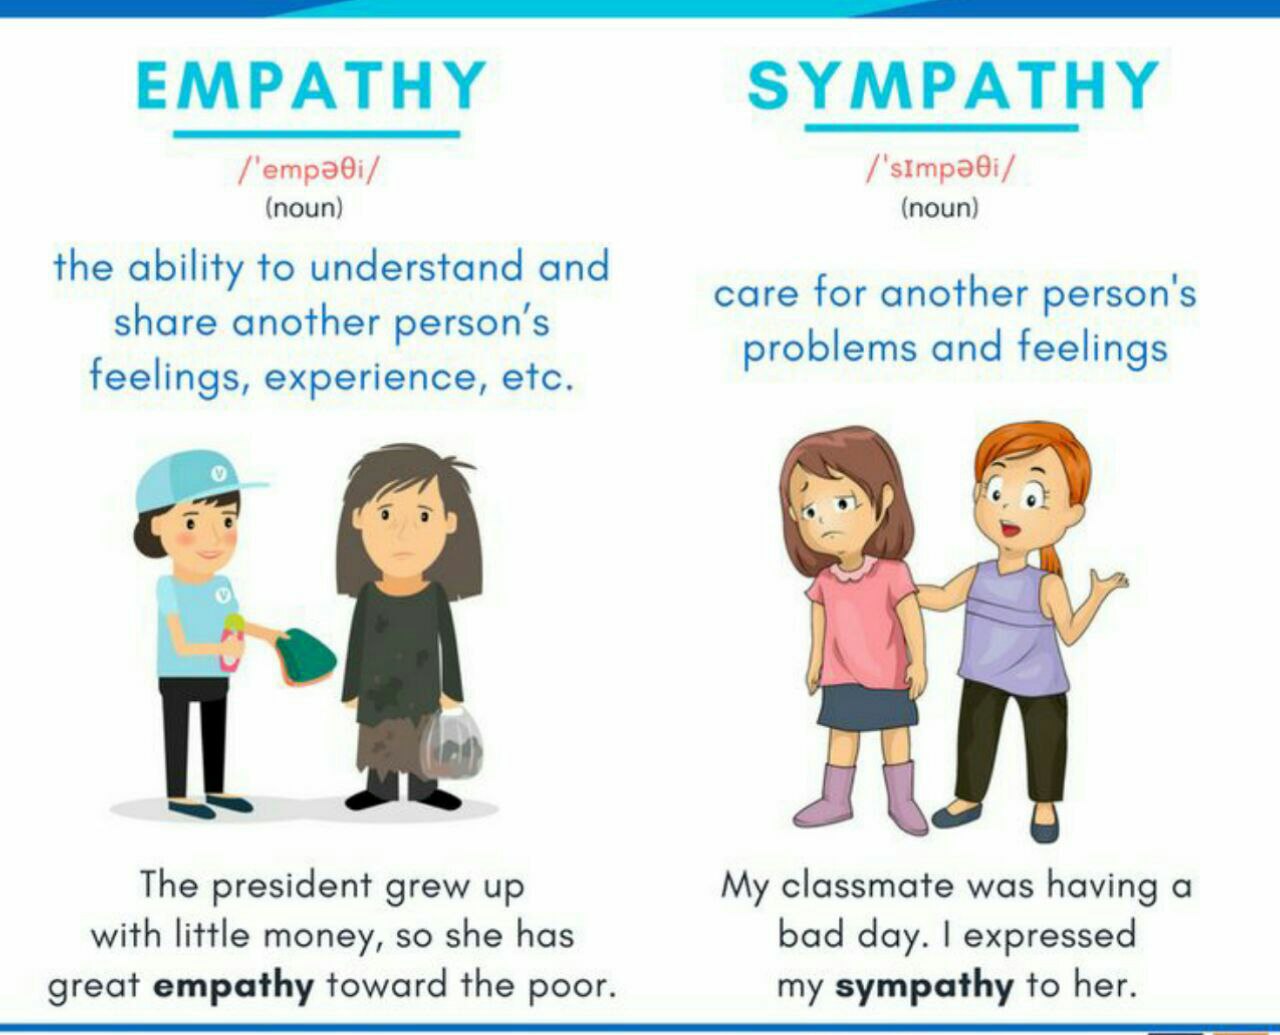 EMPATHY
/'empəθi/
(noun)
the ability to understand and
share another person’s
feelings, experience, etc.
V
V
The president grew up
with little money, so she has
great empathy toward the poor.
SYMPATHY
/'sɪmpəθi/
(noun)
care for another person's
problems and feelings
My classmate was having a
bad day. I expressed
my sympathy to her.